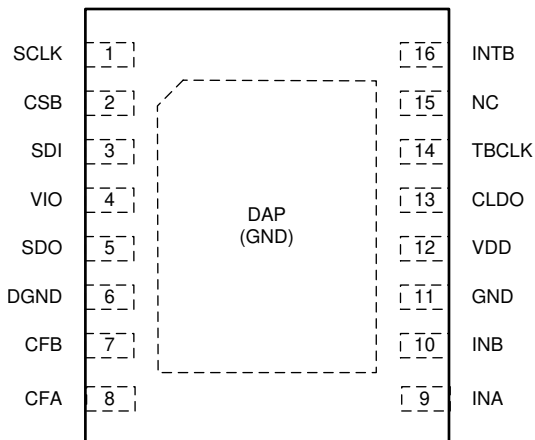 SCLK 1 16 INTB
CSB 2 15 NC
SDI 3 14 TBCLK
VIO 4 13 CLDO
DAP
(GND)
SDO 5 12 VDD
DGND 6 11 GND
CFB 7 10 INB
CFA 8 9 INA